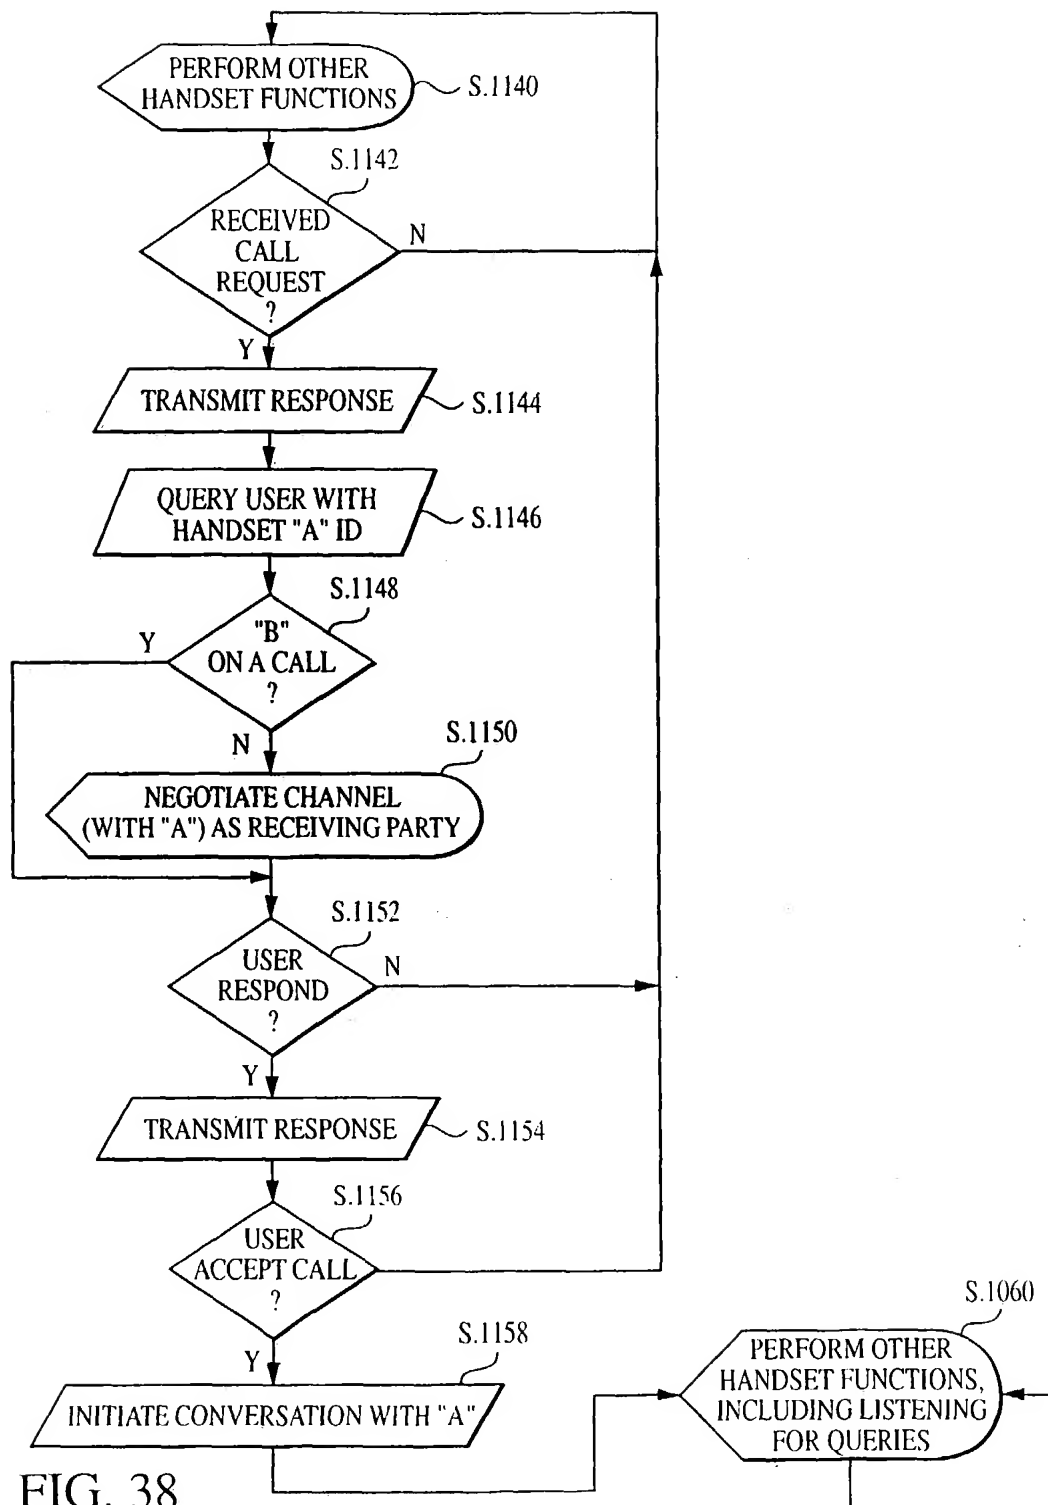 PERFORM OTHER
HANDSET FUNCTIONS
S.1140
S.1142
RECEIVED
CALL
REQUEST
?
N
Y
TRANSMIT RESPONSE
S.1144
QUERY USER WITH
HANDSET "A" ID
S.1146
S.1148
"B"
ON A CALL
?
Y
N
S.1150
NEGOTIATE CHANNEL
(WITH "A") AS RECEIVING PARTY
S.1152
USER
RESPOND
?
N
Y
TRANSMIT RESPONSE
S.1154
S.1156
USER
ACCEPT CALL
?
Y
S.1158
INITIATE CONVERSATION WITH "A"
S.1060
PERFORM OTHER
HANDSET FUNCTIONS,
INCLUDING LISTENING
FOR QUERIES
FIG. 38